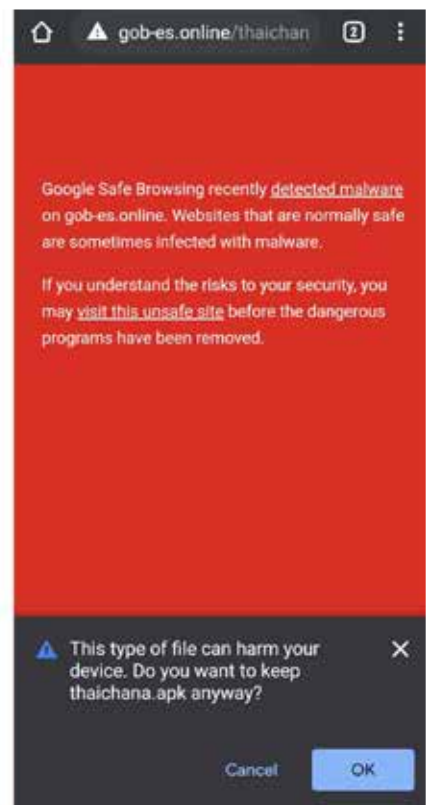 gob-es.online/thaichan 2
Google Safe Browsing recently detected malware
on gob-es.online. Websites that are normally safe
are sometimes infected with malware.
If you understand the risks to your security, you
may visit this unsafe site before the dangerous
programs have been removed.
This type of file can harm your
device. Do you want to keep
thaichana.apk anyway?
Cancel OK